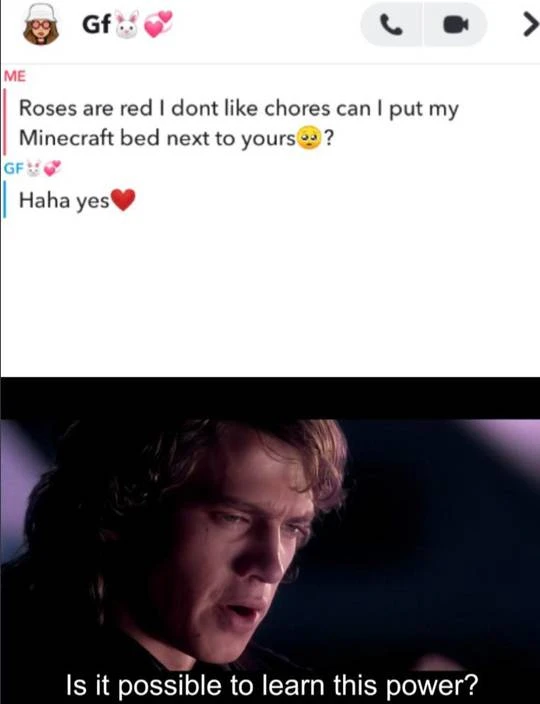 Gf🐰💞
ME
Roses are red I dont like chores can I put my
Minecraft bed next to yours🥺?
GF🐰💞
Haha yes❤️
Is it possible to learn this power?